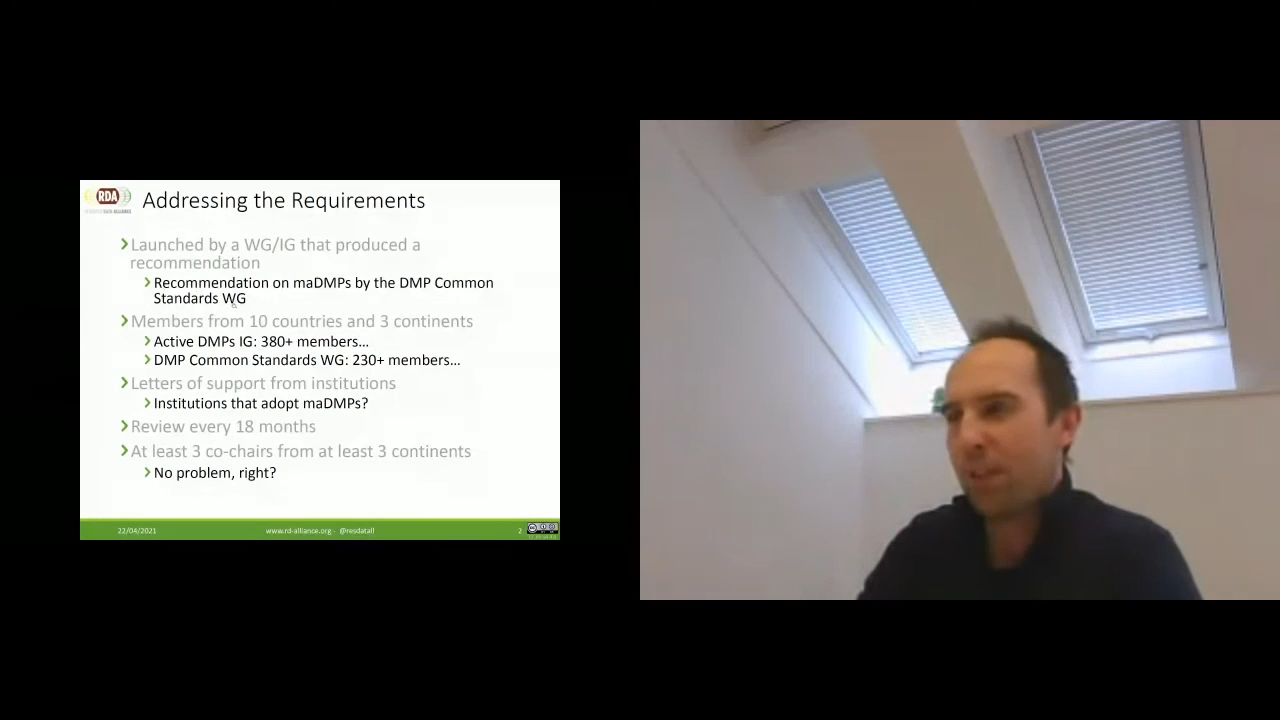 RDA
Addressing the Requirements
Launched by a WG/IG that produced a
recommendation
Recommendation on maDMPs by the DMP Common
Standards WG
Members from 10 countries and 3 continents
Active DMPs IG: 380+ members…
DMP Common Standards WG: 230+ members…
Letters of support from institutions
Institutions that adopt maDMPs?
Review every 18 months
At least 3 co-chairs from at least 3 continents
No problem, right?
22/04/2021
www.rd-alliance.org - @resdatall
2